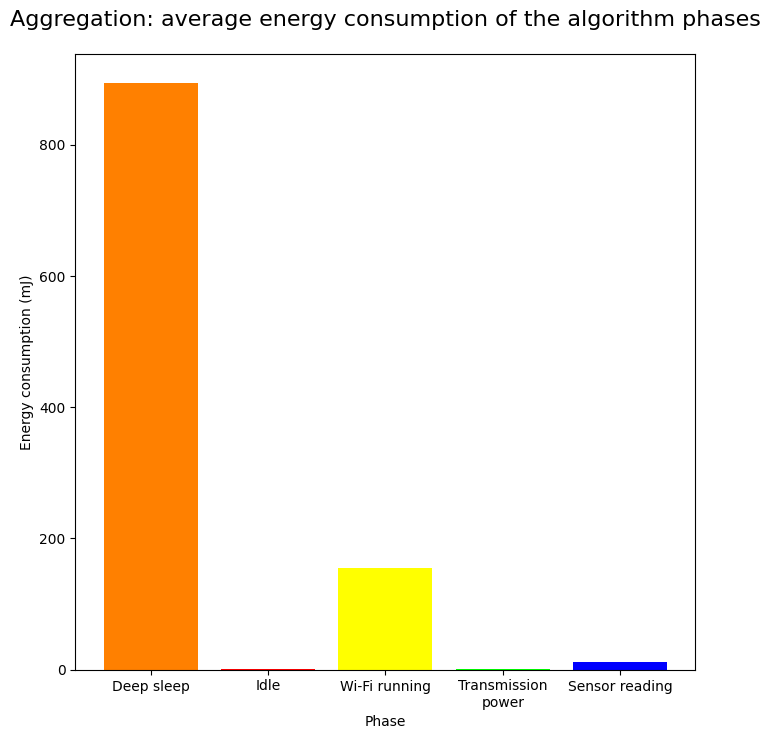 Aggregation: average energy consumption of the algorithm phases
Energy consumption (mJ)
800
600
400
200
0
Deep sleep
Idle
Wi-Fi running
Transmission
power
Sensor reading
Phase